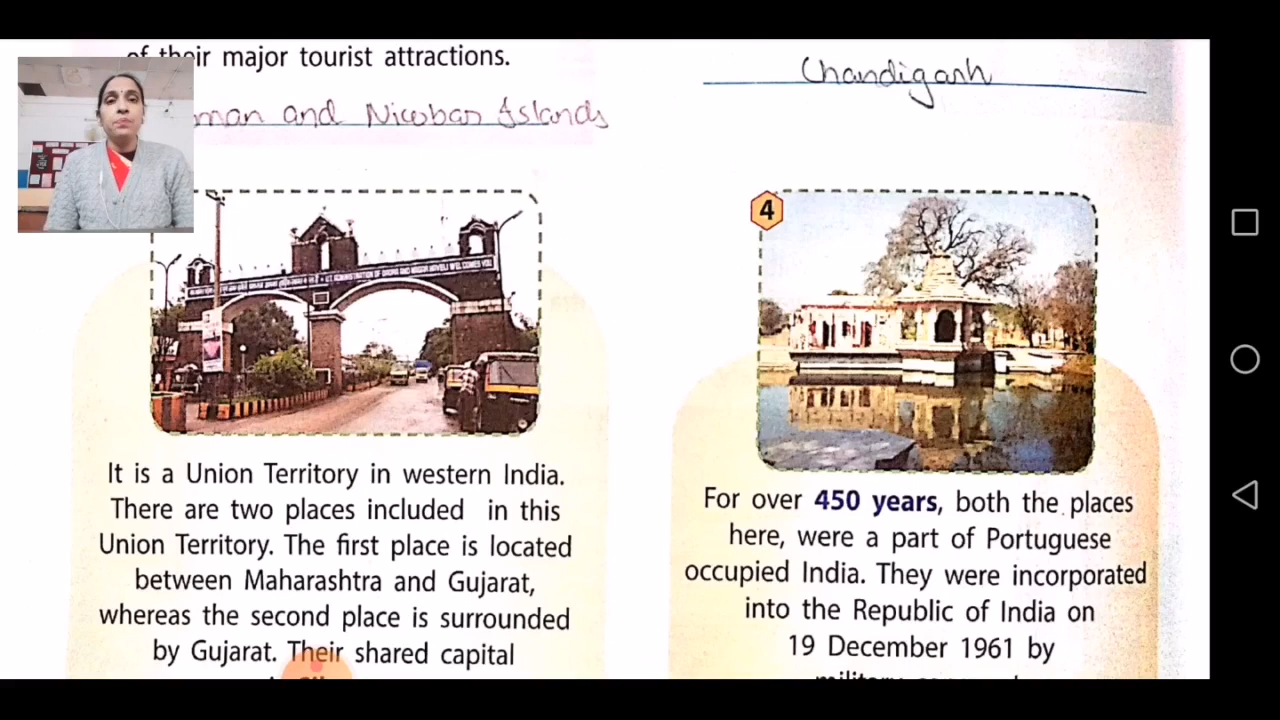 of their major tourist attractions.
man and Nicobar Islands
It is a Union Territory in western India.
There are two places included in this
Union Territory. The first place is located
between Maharashtra and Gujarat,
whereas the second place is surrounded
by Gujarat. Their shared capital
Chandigarh
4
For over 450 years, both the places
here, were a part of Portuguese
occupied India. They were incorporated
into the Republic of India on
19 December 1961 by